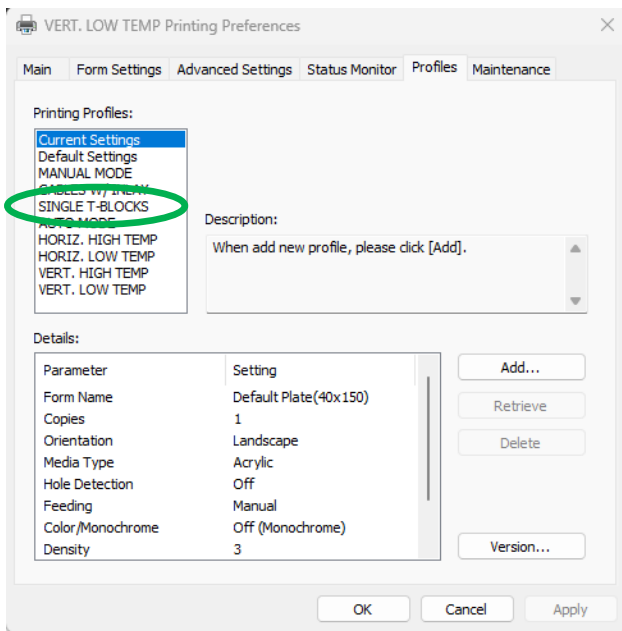 VERT. LOW TEMP Printing Preferences
Main Form Settings Advanced Settings Status Monitor Profiles Maintenance
Printing Profiles:
Current Settings
Default Settings
MANUAL MODE
CABLES W/ INLAY
SINGLE T-BLOCKS
AUTO MODE
HORIZ. HIGH TEMP
HORIZ. LOW TEMP
VERT. HIGH TEMP
VERT. LOW TEMP
Description:
When add new profile, please click [Add].
Details:
Parameter Setting
Form Name Default Plate(40x150)
Copies 1
Orientation Landscape
Media Type Acrylic
Hole Detection Off
Feeding Manual
Color/Monochrome Off (Monochrome)
Density 3
Add...
Retrieve
Delete
Version...
OK Cancel Apply